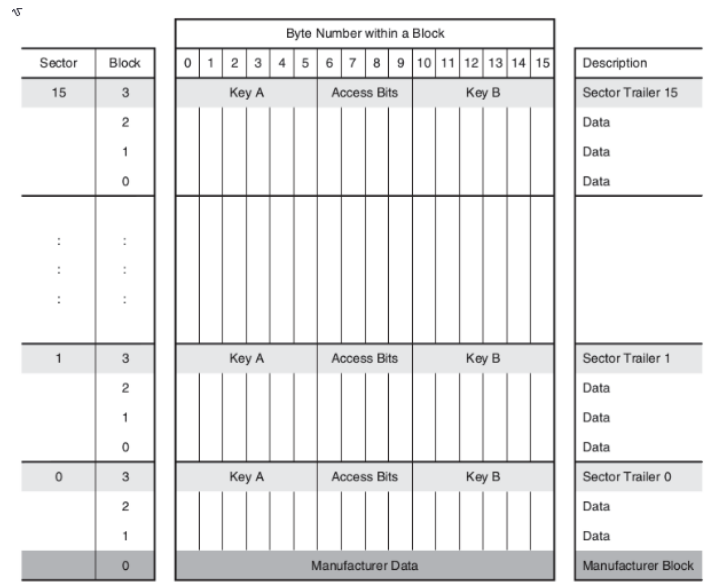 Byte Number within a Block
Sector Block 0 1 2 3 4 5 6 7 8 9 10 11 12 13 14 15 Description
15 3 Key A Access Bits Key B Sector Trailer 15
2 Data
1 Data
0 Data
: :
: :
: :
1 3 Key A Access Bits Key B Sector Trailer 1
2 Data
1 Data
0 Data
0 3 Key A Access Bits Key B Sector Trailer 0
2 Data
1 Data
0 Manufacturer Data Manufacturer Block